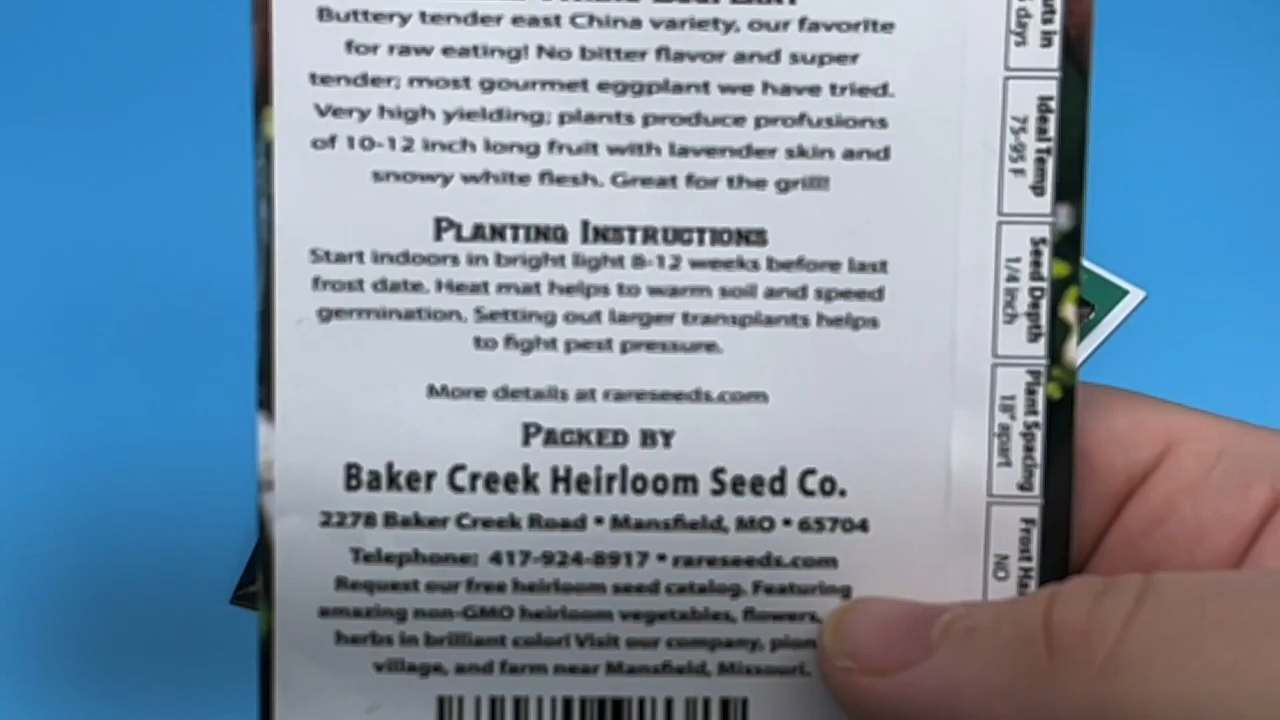 Buttery tender east China variety, our favorite
for raw eating! No bitter flavor and super
tender; most gourmet eggplant we have tried.
Very high yielding; plants produce profusions
of 10-12 inch long fruit with lavender skin and
snowy white flesh. Great for the grill!
Planting Instructions
Start indoors in bright light 8-12 weeks before last
frost date. Heat mat helps to warm soil and speed
germination. Setting out larger transplants helps
to fight pest pressure.
More details at rareseeds.com
Packed by
Baker Creek Heirloom Seed Co.
2278 Baker Creek Road * Mansfield, MO * 65704
Telephone: 417-924-8917 * rareseeds.com
Request our free heirloom seed catalog. Featuring
amazing non-GMO heirloom vegetables, flowers,
herbs in brilliant color! Visit our company,
village, and farm near Mansfield, Missouri.
in
days
Ideal Temp
75-95 F
Seed Depth
1/4 inch
Plant Spacing
18" apart
Frost
NO